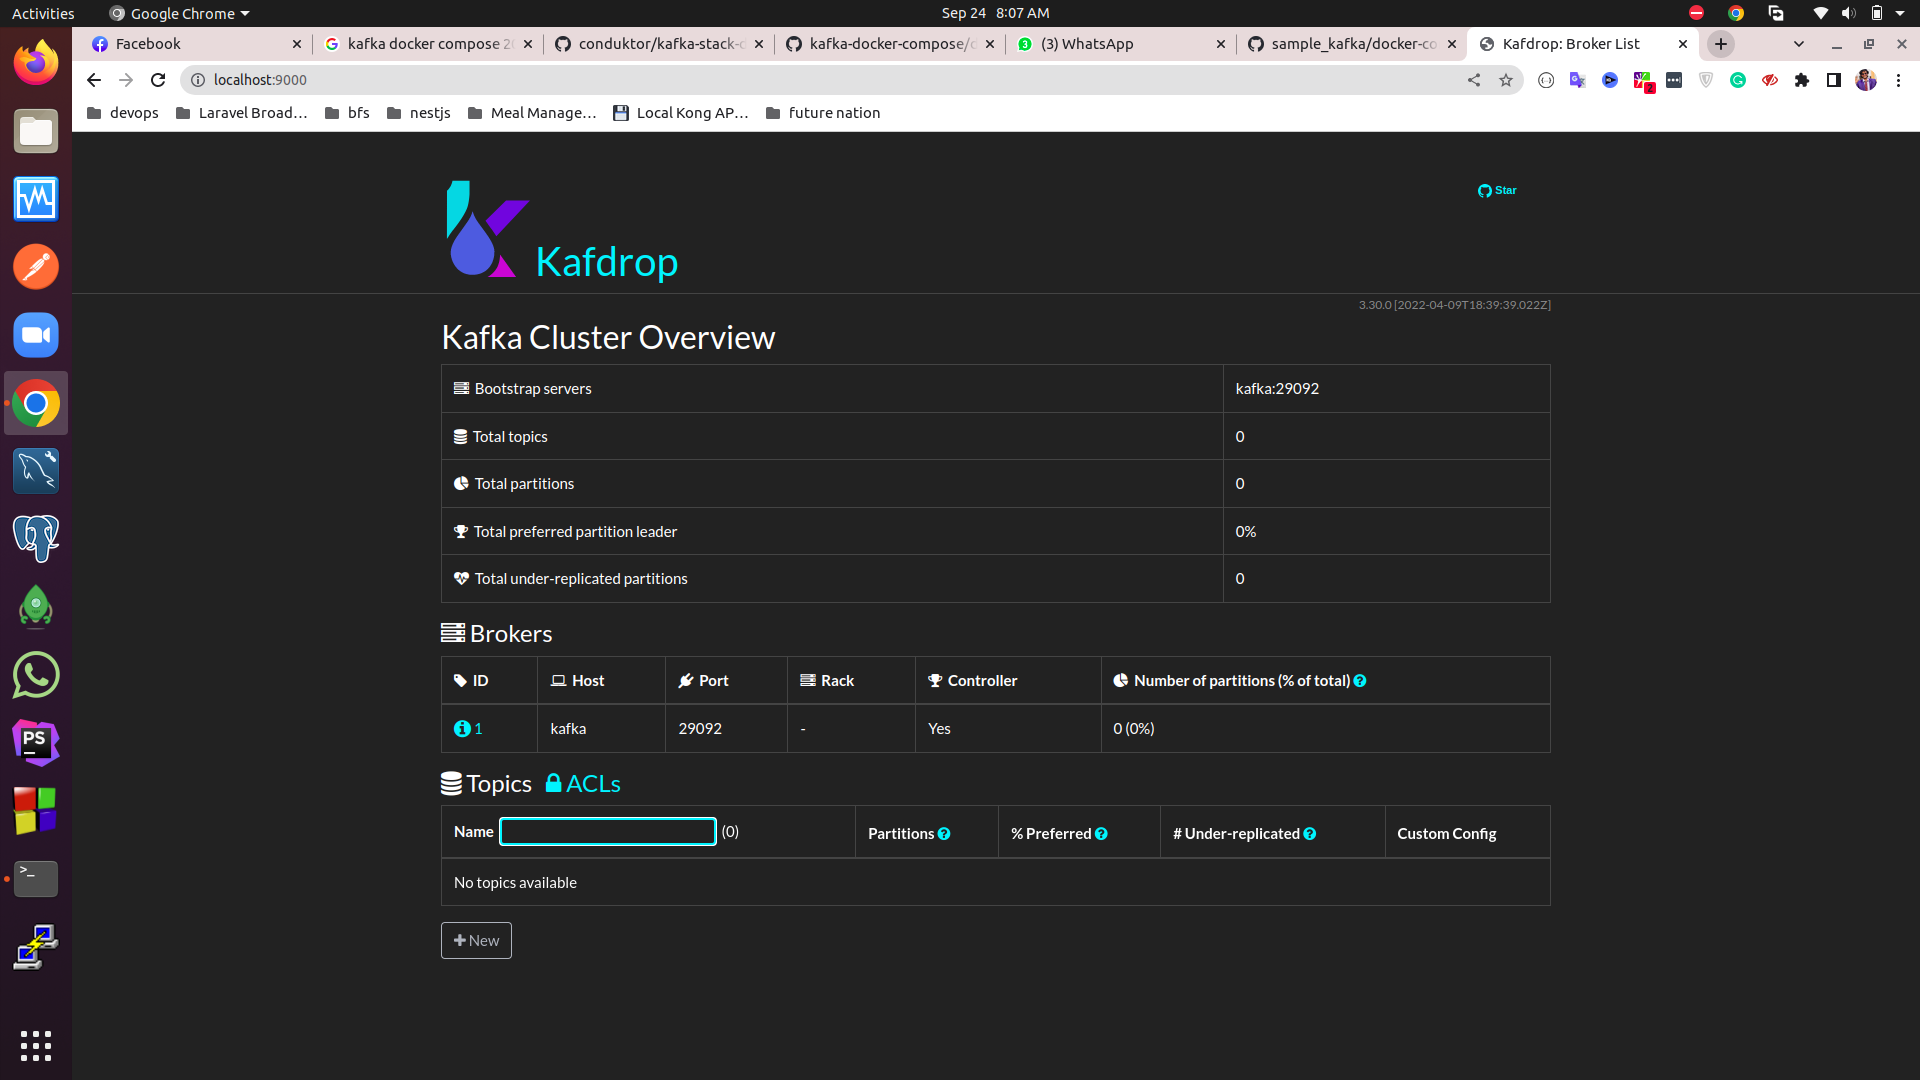 Activities Google Chrome Sep 24 8:07 AM
Facebook kafka docker compose 20 conduktor/kafka-stack-d kafka-docker-compose/d (3) WhatsApp sample_kafka/docker-co Kafdrop: Broker List
localhost:9000 2
devops Laravel Broad... bfs nestjs Meal Manage... Local Kong AP... future nation
Star
Kafdrop
3.30.0 [2022-04-09T18:39:39.022Z]
Kafka Cluster Overview
Bootstrap servers kafka:29092
Total topics 0
Total partitions 0
Total preferred partition leader 0%
Total under-replicated partitions 0
Brokers
ID Host Port Rack Controller Number of partitions (% of total)
1 kafka 29092 - Yes 0 (0%)
Topics ACLs
Name (0) Partitions % Preferred # Under-replicated Custom Config
No topics available
New
PS